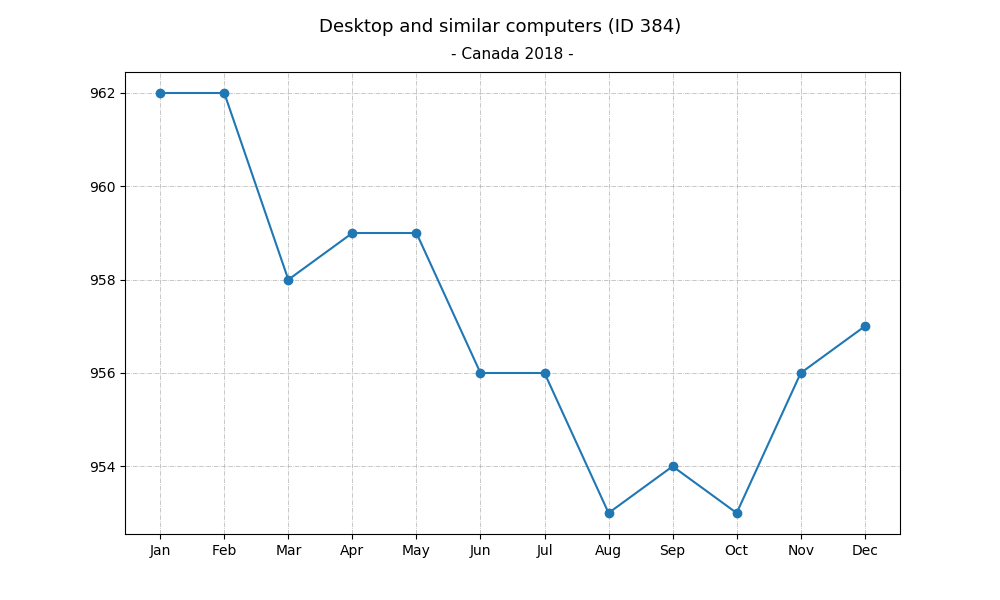 Desktop and similar computers (ID 384)
- Canada 2018 -
962
960
958
956
954
Jan Feb Mar Apr May Jun Jul Aug Sep Oct Nov Dec